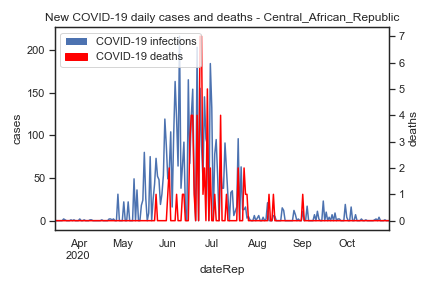 New COVID-19 daily cases and deaths - Central_African_Republic
COVID-19 infections
COVID-19 deaths
cases
200
150
100
50
0
deaths
7
6
5
4
3
2
1
0
Apr May Jun Jul Aug Sep Oct
2020
dateRep